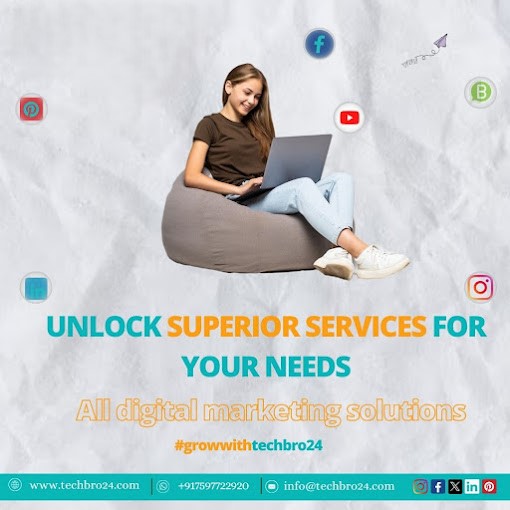 UNLOCK SUPERIOR SERVICES FOR
YOUR NEEDS
All digital marketing solutions
#growwithtechbro24
www.techbro24.com +917597722920 info@techbro24.com